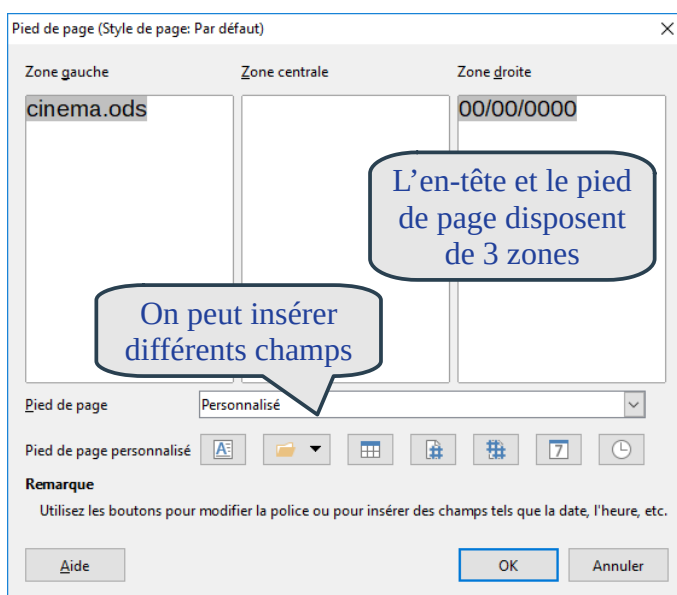 Pied de page (Style de page: Par défaut)
Zone gauche Zone centrale Zone droite
cinema.ods 00/00/0000
L’en-tête et le pied
de page disposent
de 3 zones
On peut insérer
différents champs
Pied de page Personnalisé
Pied de page personnalisé A 7
Remarque
Utilisez les boutons pour modifier la police ou pour insérer des champs tels que la date, l'heure, etc.
Aide OK Annuler